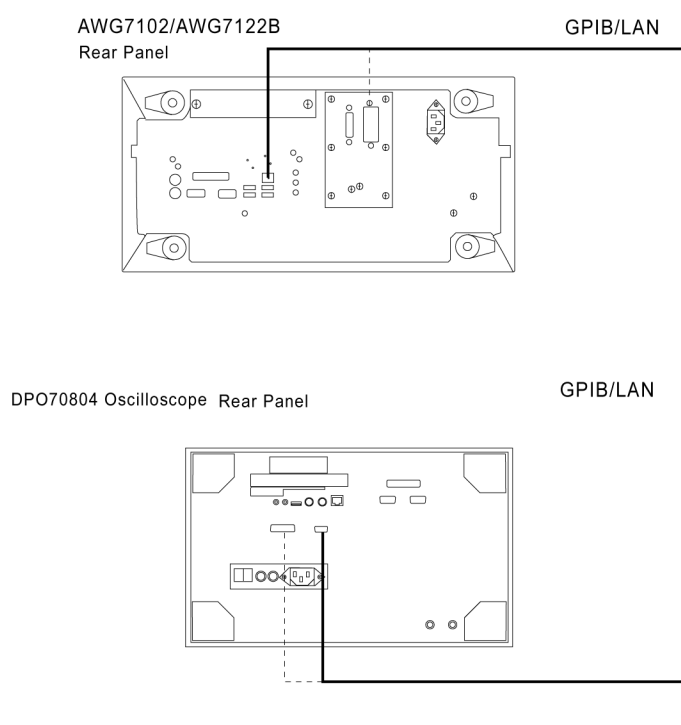 AWG7102/AWG7122B
GPIB/LAN
Rear Panel
GPIB/LAN
DPO70804 Oscilloscope Rear Panel